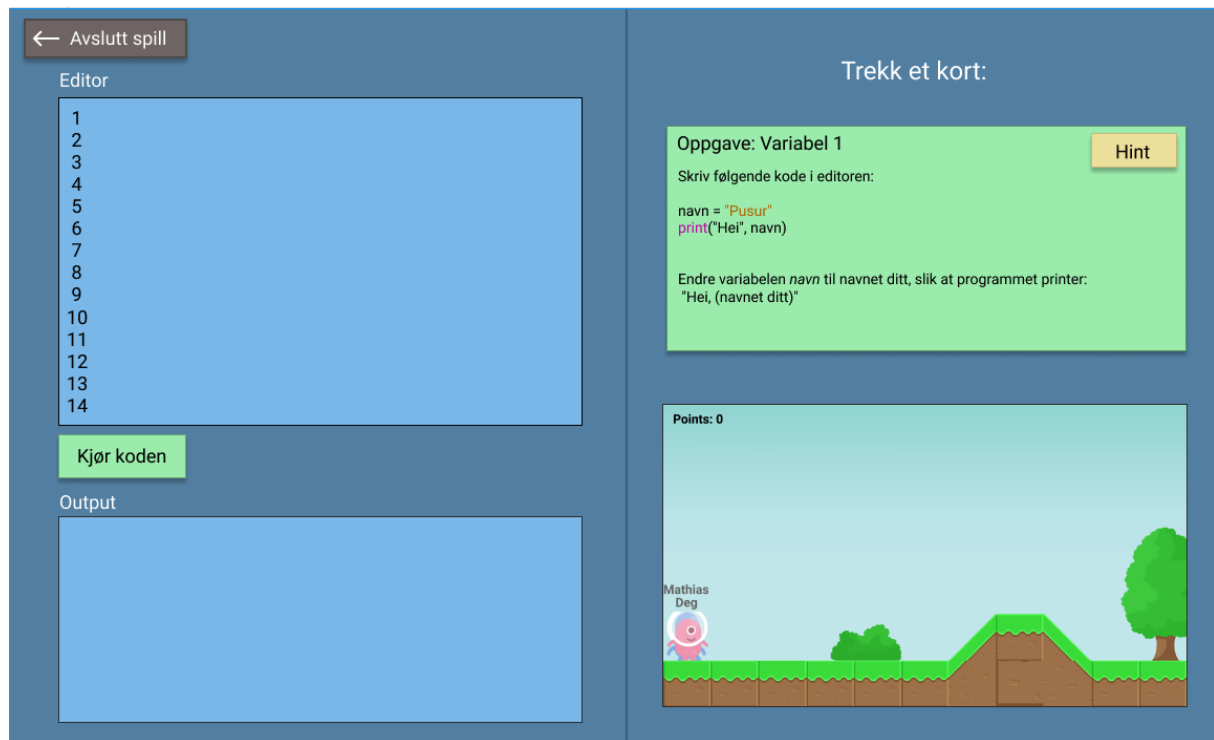 Avslutt spill
Editor
1
2
3
4
5
6
7
8
9
10
11
12
13
14
Kjør koden
Output
Trekk et kort:
Oppgave: Variabel 1
Hint
Skriv følgende kode i editoren:
navn = "Pusur"
print("Hei", navn)
Endre variabelen navn til navnet ditt, slik at programmet printer:
"Hei, (navnet ditt)"
Points: 0
Mathias
Deg